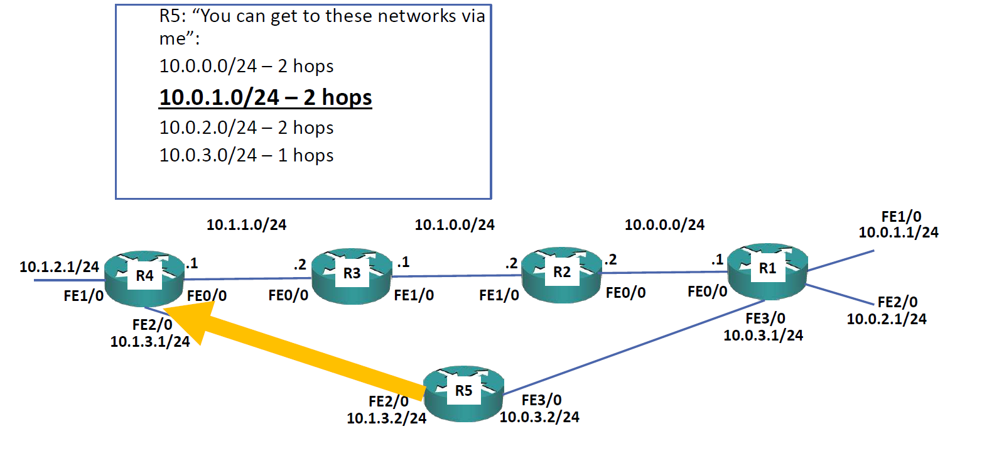 R5: “You can get to these networks via
me”:
10.0.0.0/24 – 2 hops
10.0.1.0/24 – 2 hops
10.0.2.0/24 – 2 hops
10.0.3.0/24 – 1 hops
10.1.1.0/24
10.1.0.0/24
10.0.0.0/24
FE1/0
10.0.1.1/24
10.1.2.1/24
R4
.1
.2
R3
.1
.2
R2
.2
.1
R1
FE1/0
FE0/0
FE0/0
FE1/0
FE1/0
FE0/0
FE0/0
FE2/0
10.0.2.1/24
FE2/0
10.1.3.1/24
FE3/0
10.0.3.1/24
R5
FE2/0
10.1.3.2/24
FE3/0
10.0.3.2/24